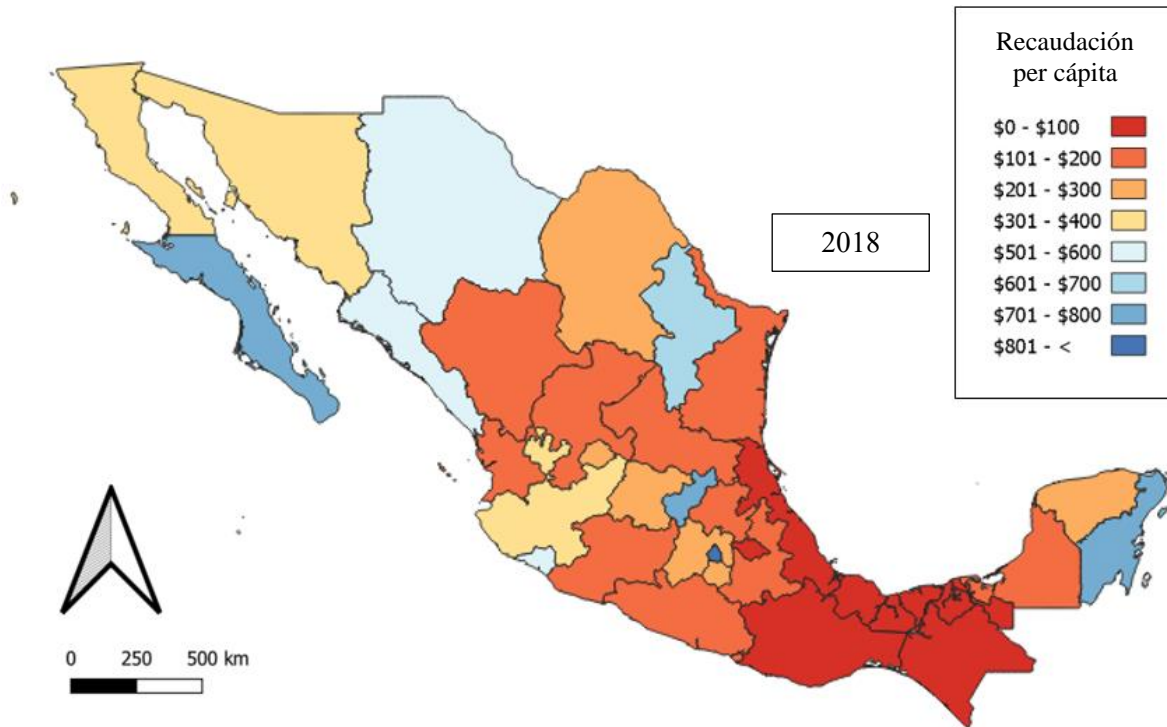 Recaudación
per cápita
$0 - $100
$101 - $200
$201 - $300
$301 - $400
$501 - $600
$601 - $700
$701 - $800
$801 - <
2018
0 250 500 km